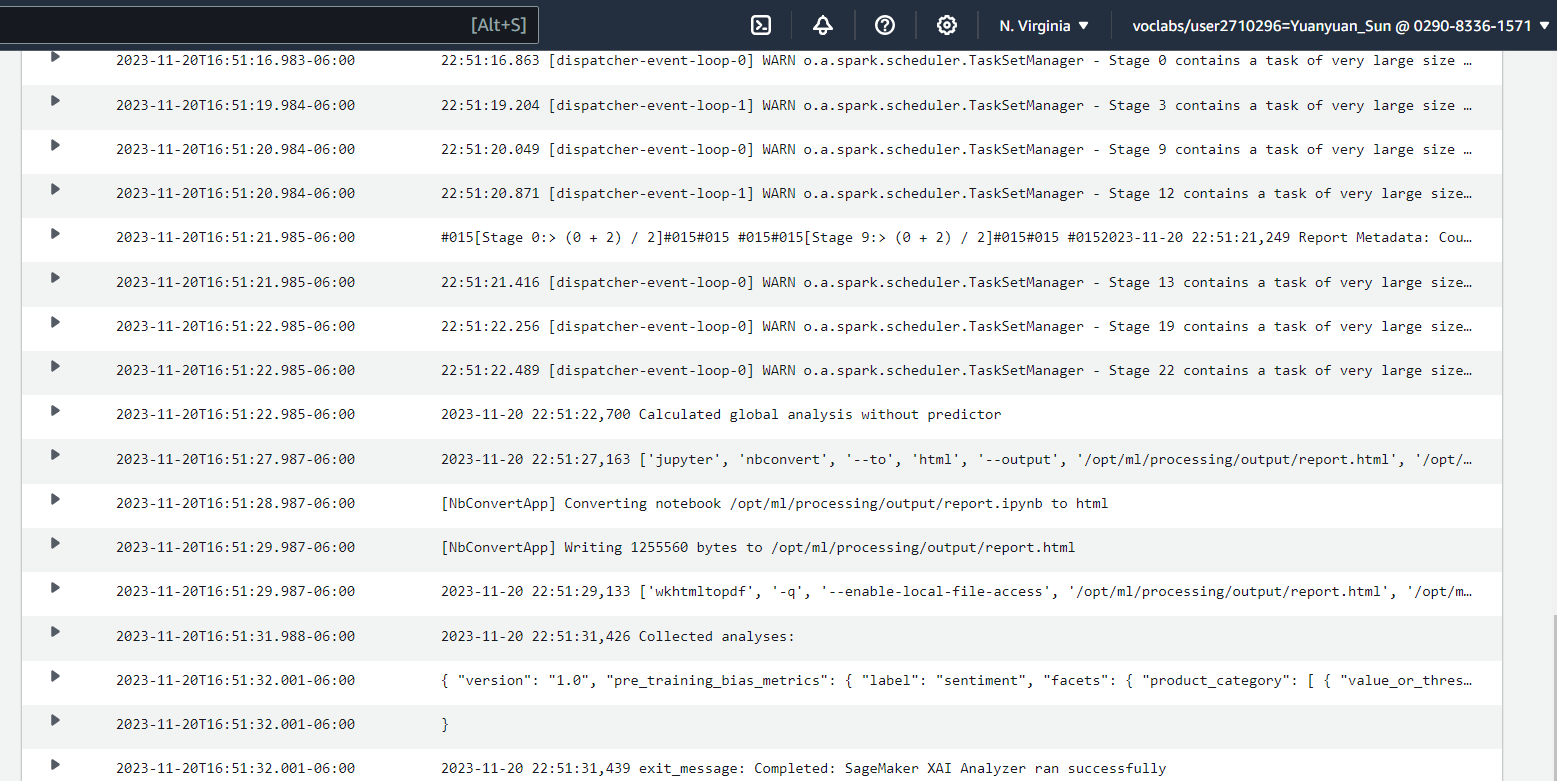 [Alt+S] N. Virginia voclabs/user2710296=Yuanyuan_Sun @ 0290-8336-1571
2023-11-20T16:51:16.983-06:00 22:51:16.863 [dispatcher-event-loop-0] WARN o.a.spark.scheduler.TaskSetManager - Stage 0 contains a task of very large size …
2023-11-20T16:51:19.984-06:00 22:51:19.204 [dispatcher-event-loop-1] WARN o.a.spark.scheduler.TaskSetManager - Stage 3 contains a task of very large size …
2023-11-20T16:51:20.984-06:00 22:51:20.049 [dispatcher-event-loop-0] WARN o.a.spark.scheduler.TaskSetManager - Stage 9 contains a task of very large size …
2023-11-20T16:51:20.984-06:00 22:51:20.871 [dispatcher-event-loop-1] WARN o.a.spark.scheduler.TaskSetManager - Stage 12 contains a task of very large size…
2023-11-20T16:51:21.985-06:00 #015[Stage 0:> (0 + 2) / 2]#015#015 #015#015[Stage 9:> (0 + 2) / 2]#015#015 #0152023-11-20 22:51:21,249 Report Metadata: Cou…
2023-11-20T16:51:21.985-06:00 22:51:21.416 [dispatcher-event-loop-0] WARN o.a.spark.scheduler.TaskSetManager - Stage 13 contains a task of very large size…
2023-11-20T16:51:22.985-06:00 22:51:22.256 [dispatcher-event-loop-0] WARN o.a.spark.scheduler.TaskSetManager - Stage 19 contains a task of very large size…
2023-11-20T16:51:22.985-06:00 22:51:22.489 [dispatcher-event-loop-0] WARN o.a.spark.scheduler.TaskSetManager - Stage 22 contains a task of very large size…
2023-11-20T16:51:22.985-06:00 2023-11-20 22:51:22,700 Calculated global analysis without predictor
2023-11-20T16:51:27.987-06:00 2023-11-20 22:51:27,163 ['jupyter', 'nbconvert', '--to', 'html', '--output', '/opt/ml/processing/output/report.html', '/opt/…
2023-11-20T16:51:28.987-06:00 [NbConvertApp] Converting notebook /opt/ml/processing/output/report.ipynb to html
2023-11-20T16:51:29.987-06:00 [NbConvertApp] Writing 1255560 bytes to /opt/ml/processing/output/report.html
2023-11-20T16:51:29.987-06:00 2023-11-20 22:51:29,133 ['wkhtmltopdf', '-q', '--enable-local-file-access', '/opt/ml/processing/output/report.html', '/opt/m…
2023-11-20T16:51:31.988-06:00 2023-11-20 22:51:31,426 Collected analyses:
2023-11-20T16:51:32.001-06:00 { "version": "1.0", "pre_training_bias_metrics": { "label": "sentiment", "facets": { "product_category": [ { "value_or_thres…
2023-11-20T16:51:32.001-06:00 }
2023-11-20T16:51:32.001-06:00 2023-11-20 22:51:31,439 exit_message: Completed: SageMaker XAI Analyzer ran successfully